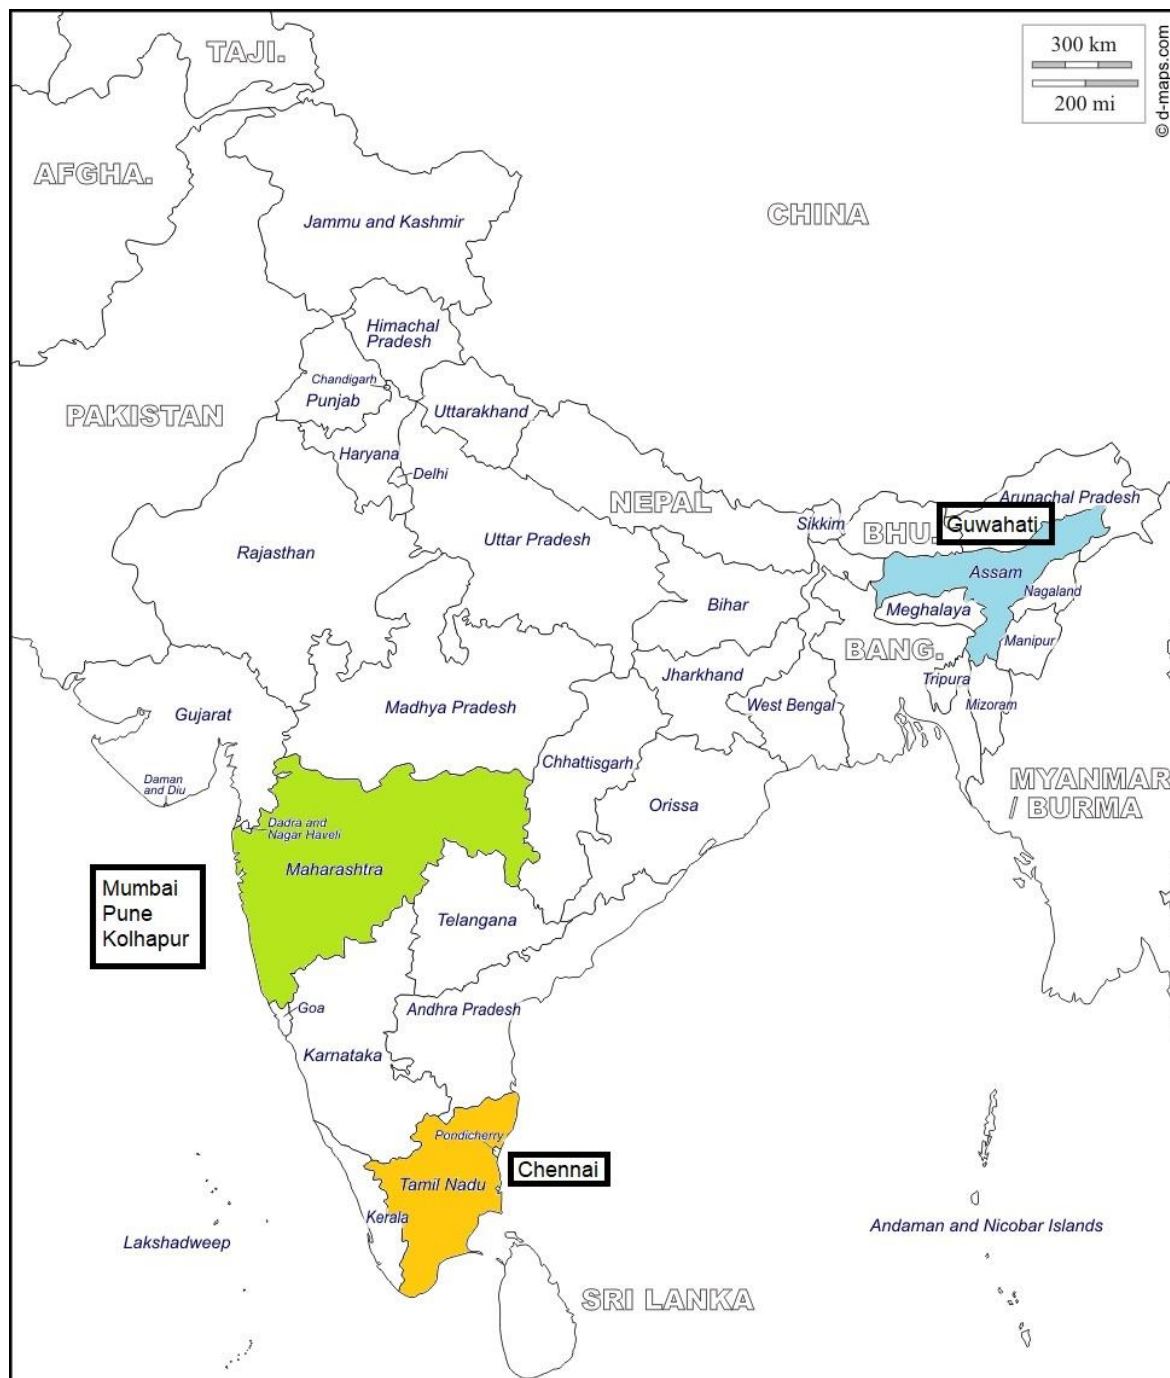 300 km
200 mi
© d-maps.com
TAJI.
AFGHA.
CHINA
Jammu and Kashmir
Himachal
Pradesh
Chandigarh
Punjab
PAKISTAN
Uttarakhand
Haryana
Delhi
NEPAL
Sikkim
BHU.
Arunachal Pradesh
Guwahati
Rajasthan
Uttar Pradesh
Assam
Nagaland
Bihar
Meghalaya
Manipur
BANG.
Jharkhand
Tripura
West Bengal
Mizoram
Gujarat
Madhya Pradesh
Chhattisgarh
Daman
and Diu
Orissa
MYANMAR
/ BURMA
Dadra and
Nagar Haveli
Maharashtra
Mumbai
Pune
Kolhapur
Telangana
Goa
Andhra Pradesh
Karnataka
Pondicherry
Chennai
Tamil Nadu
Kerala
Lakshadweep
Andaman and Nicobar Islands
SRI LANKA